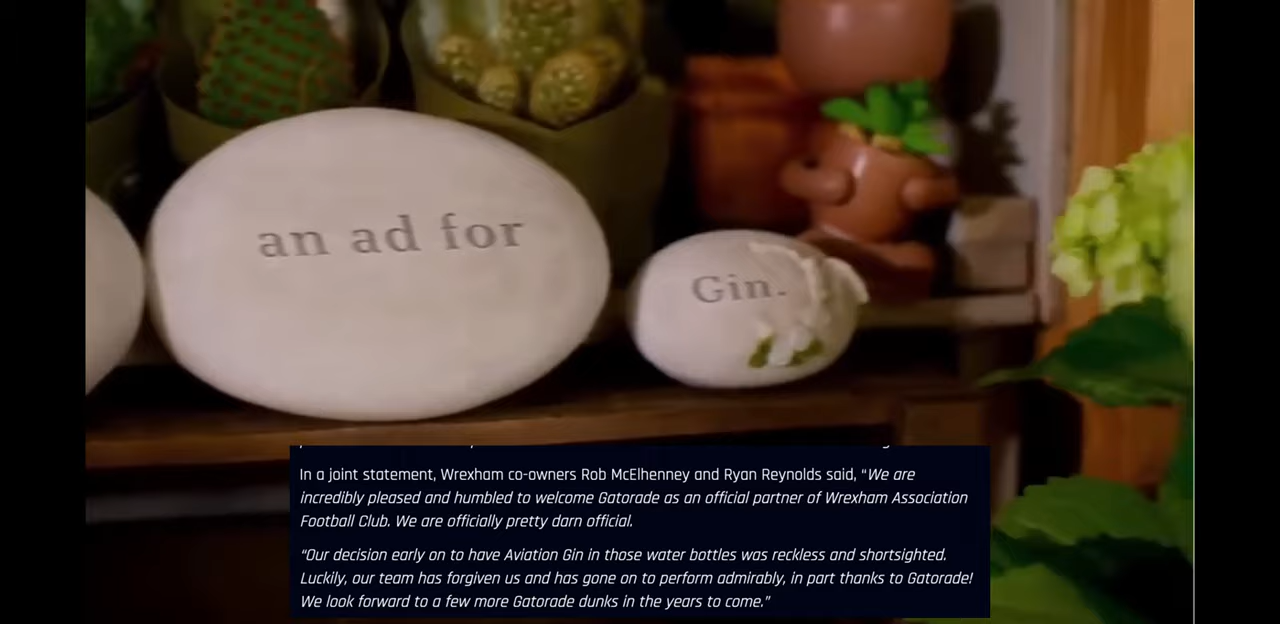 an ad for
Gin.
In a joint statement, Wrexham co-owners Rob McElhenney and Ryan Reynolds said, “We are
incredibly pleased and humbled to welcome Gatorade as an official partner of Wrexham Association
Football Club. We are officially pretty darn official.
“Our decision early on to have Aviation Gin in those water bottles was reckless and shortsighted.
Luckily, our team has forgiven us and has gone on to perform admirably, in part thanks to Gatorade!
We look forward to a few more Gatorade dunks in the years to come.”